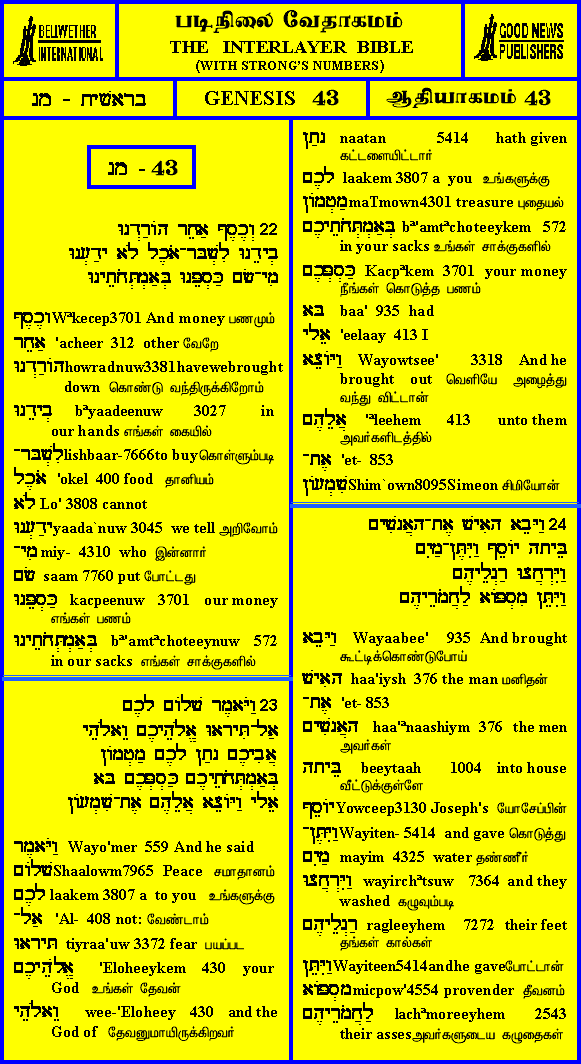 BELLWETHER
INTERNATIONAL
படிநிலை வேதாகமம்
THE INTERLAYER BIBLE
(WITH STRONG'S NUMBERS)
GOOD NEWS
PUBLISHERS
בראשית - מג
GENESIS 43
ஆதியாகமம் 43
מג - 43
22 וְכֶסֶף אַחֵר הוֹרַדְנוּ
בְיָדֵנוּ לִשְׁבָּר־אֹכֶל לֹא יָדַעְנוּ
מִי־שָׂם כַּסְפֵּנוּ בְּאַמְתְּחֹתֵינוּ
וְכֶסֶף Wªkecep3701 And money பணமும்
אַחֵר 'acheer 312 other வேறே
הוֹרַדְנוּ howradnuw3381havewebrought
down கொண்டு வந்திருக்கிறோம்
בְיָדֵנוּ bªyaadeenuw 3027 in
our hands எங்கள் கையில்
לִשְׁבָּר־ lishbaar-7666to buy கொள்ளும்படி
אֹכֶל 'okel 400 food தானியம்
לֹא Lo' 3808 cannot
יָדַעְנוּ yaada`nuw 3045 we tell அறிவோம்
מִי־ miy- 4310 who இன்னார்
שָׂם saam 7760 put போட்டது
כַּסְפֵּנוּ kacpeenuw 3701 our money
எங்கள் பணம்
בְּאַמְתְּחֹתֵינוּ bª'amtªchoteeynuw 572
in our sacks எங்கள் சாக்குகளில்
23 וַיֹּאמֶר שָׁלוֹם לָכֶם
אַל־תִּירָאוּ אֱלֹהֵיכֶם וֵאלֹהֵי
אֲבִיכֶם נָתַן לָכֶם מַטְמוֹן
בְּאַמְתְּחֹתֵיכֶם כַּסְפְּכֶם בָּא
אֵלָי וַיּוֹצֵא אֲלֵהֶם אֶת־שִׁמְעוֹן
וַיֹּאמֶר Wayo'mer 559 And he said
שָׁלוֹם Shaalowm7965 Peace சமாதானம்
לָכֶם laakem 3807 a to you உங்களுக்கு
אַל־ 'Al- 408 not: வேண்டாம்
תִּירָאוּ tiyraa'uw 3372 fear பயப்பட
אֱלֹהֵיכֶם 'Eloheeykem 430 your
God உங்கள் தேவன்
וֵאלֹהֵי wee-'Eloheey 430 and the
God of தேவனுமாயிருக்கிறவர்
נָתַן naatan 5414 hath given
கட்டளையிட்டார்
לָכֶם laakem 3807 a you உங்களுக்கு
מַטְמוֹן maTmown4301 treasure புதையல்
בְּאַמְתְּחֹתֵיכֶם bª'amtªchoteeykem 572
in your sacks உங்கள் சாக்குகளில்
כַּסְפְּכֶם Kacpªkem 3701 your money
நீங்கள் கொடுத்த பணம்
בָּא baa' 935 had
אֵלָי 'eelaay 413 I
וַיּוֹצֵא Wayowtsee' 3318 And he
brought out வெளியே அழைத்து
வந்து விட்டான்
אֲלֵהֶם 'ªleehem 413 unto them
அவர்களிடத்தில்
אֶת־ 'et- 853
שִׁמְעוֹן Shim`own8095Simeon சிமியோன்
24 וַיָּבֵא הָאִישׁ אֶת־הָאֲנָשִׁים
בֵּיתָה יוֹסֵף וַיִּתֶּן־מַיִם
וַיִּרְחֲצוּ רַגְלֵיהֶם
וַיִּתֵּן מִסְפּוֹא לַחֲמֹרֵיהֶם
וַיָּבֵא Wayaabee' 935 And brought
கூட்டிக்கொண்டுபோய்
הָאִישׁ haa'iysh 376 the man மனிதன்
אֶת־ 'et- 853
הָאֲנָשִׁים haa'ªnaashiym 376 the men
அவர்கள்
בֵּיתָה beeytaah 1004 into house
வீட்டுக்குள்ளே
יוֹסֵף Yowceep3130 Joseph's யோசேப்பின்
וַיִּתֶּן־ Wayiten- 5414 and gave கொடுத்து
מַיִם mayim 4325 water தண்ணீர்
וַיִּרְחֲצוּ wayirchªtsuw 7364 and they
washed கழுவும்படி
רַגְלֵיהֶם ragleeyhem 7272 their feet
தங்கள் கால்கள்
וַיִּתֵּן Wayiteen5414andhe gaveபோட்டான்
מִסְפּוֹא micpow'4554 provender தீவனம்
לַחֲמֹרֵיהֶם lachªmoreeyhem 2543
their assesஅவர்களுடைய கழுதைகள்